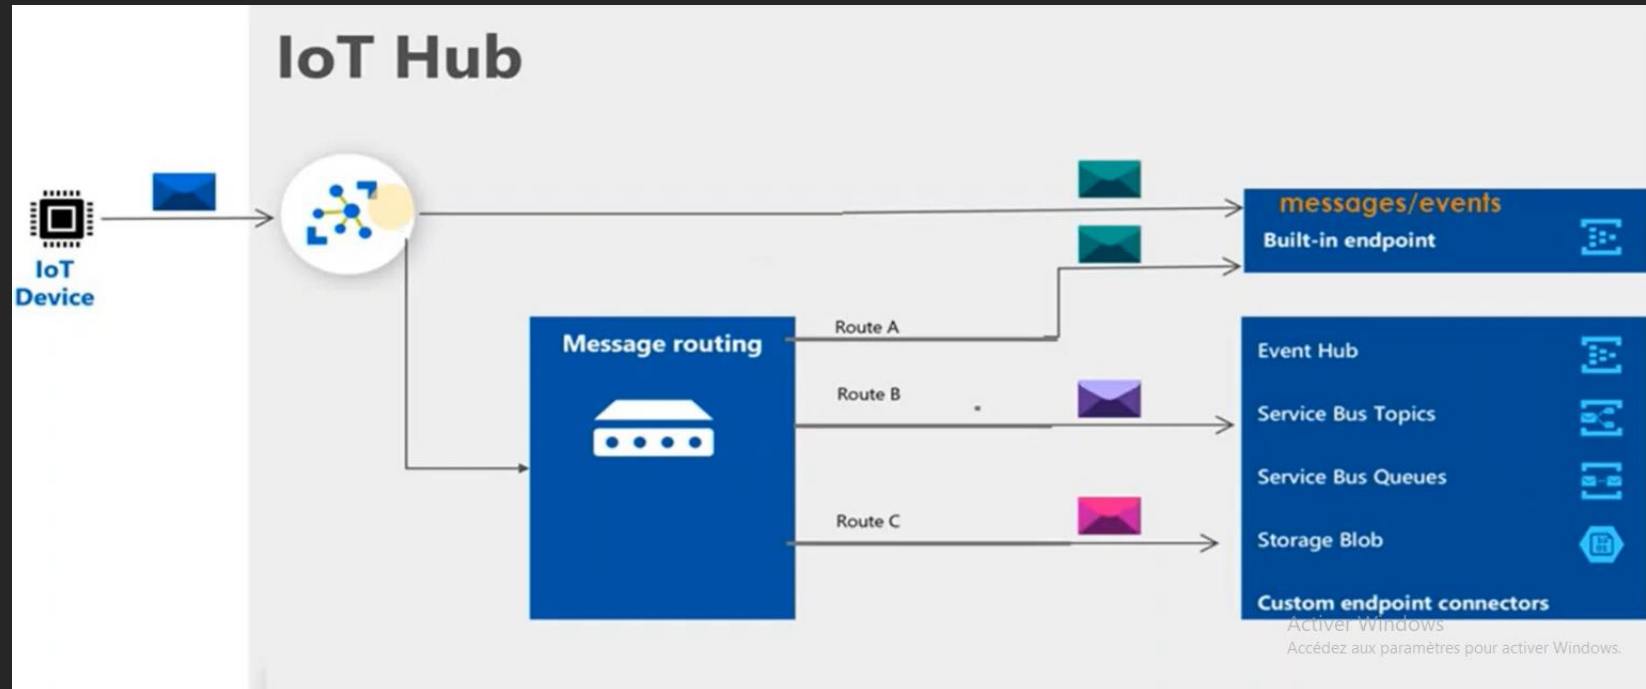 IoT Hub
IoT
Device
messages/events
Built-in endpoint
Message routing
Route A
Route B
Route C
Event Hub
Service Bus Topics
Service Bus Queues
Storage Blob
Custom endpoint connectors
Activer Windows
Accédez aux paramètres pour activer Windows.